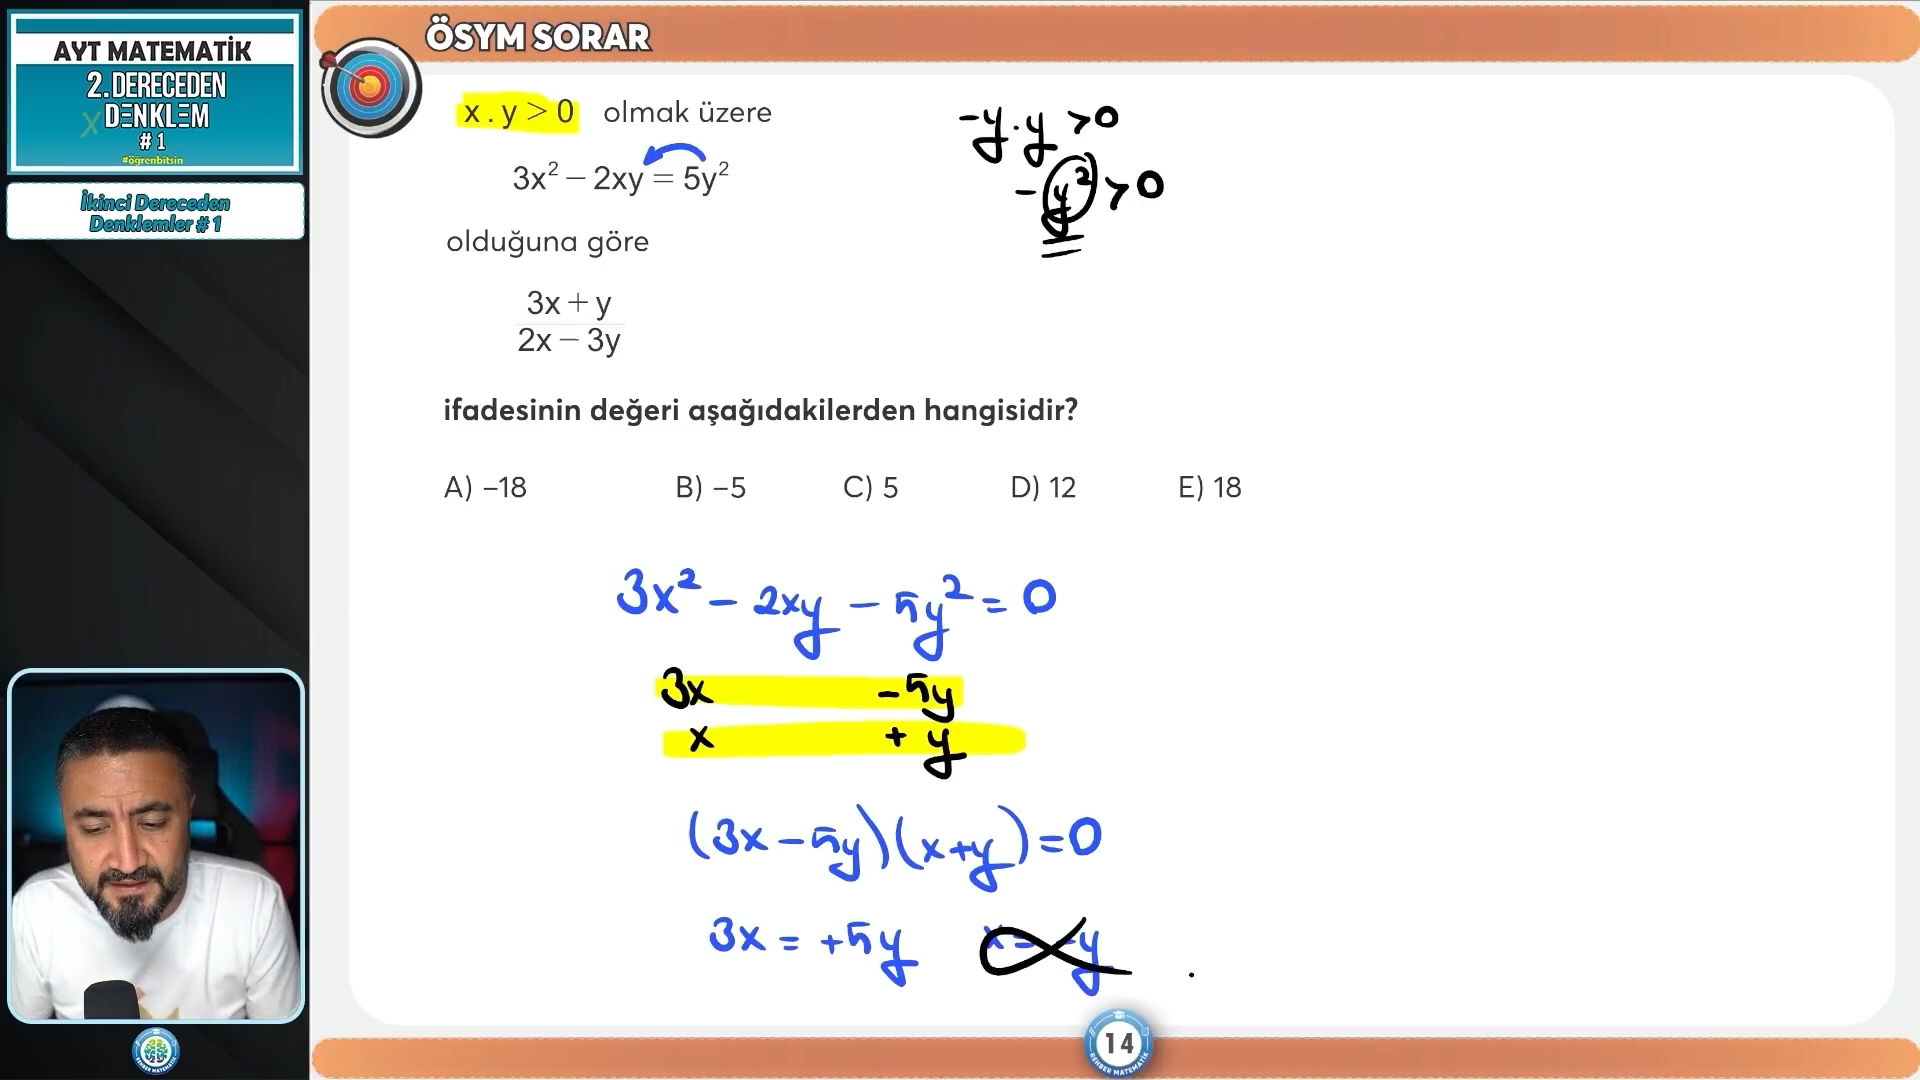 AYT MATEMATİK
2.DERECEDEN
DENKLEM
# 1
#öğrenbitsin
İkinci Dereceden
Denklemler # 1
ÖSYM SORAR
x . y > 0 olmak üzere
3x² − 2xy = 5y²
olduğuna göre
3x + y
2x − 3y
ifadesinin değeri aşağıdakilerden hangisidir?
A) –18 B) –5 C) 5 D) 12 E) 18
-y·y >0
- y² >0
3x² - 2xy - 5y² = 0
3x -5y
x + y
(3x-5y)(x+y)=0
3x = +5y x=-y
14
REHBER MATEMATİK